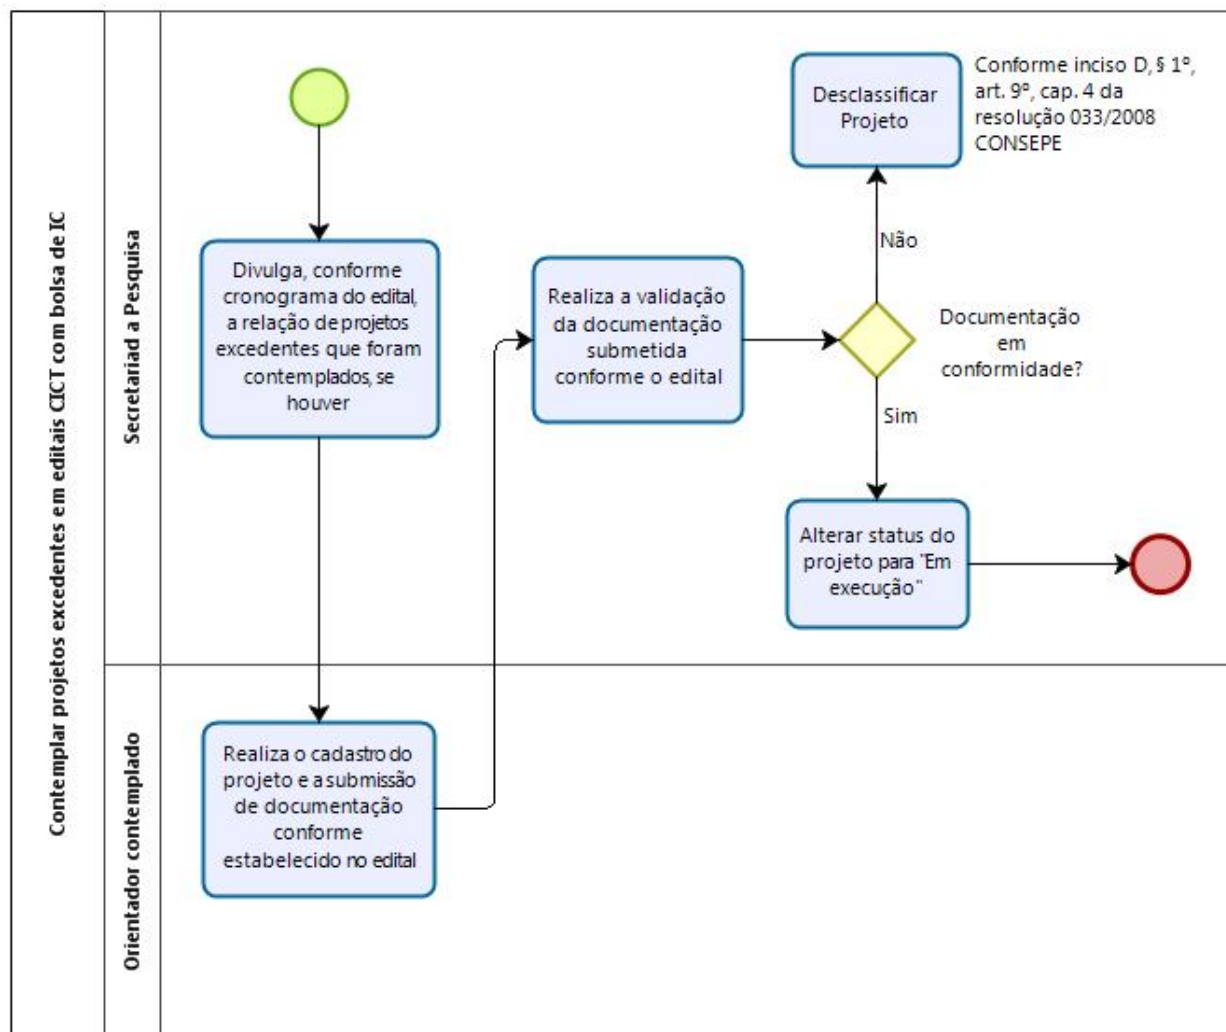 Contemplar projetos excedentes em editais CICT com bolsa de IC
Secretariad a Pesquisa
Divulga, conforme
cronograma do edital,
a relação de projetos
excedentes que foram
contemplados, se
houver
Realiza a validação
da documentação
submetida
conforme o edital
Desclassificar
Projeto
Conforme inciso D, § 1º,
art. 9º, cap. 4 da
resolução 033/2008
CONSEPE
Não
Documentação
em
conformidade?
Sim
Alterar status do
projeto para "Em
execução"
Orientador contemplado
Realiza o cadastro do
projeto e a submissão
de documentação
conforme
estabelecido no edital